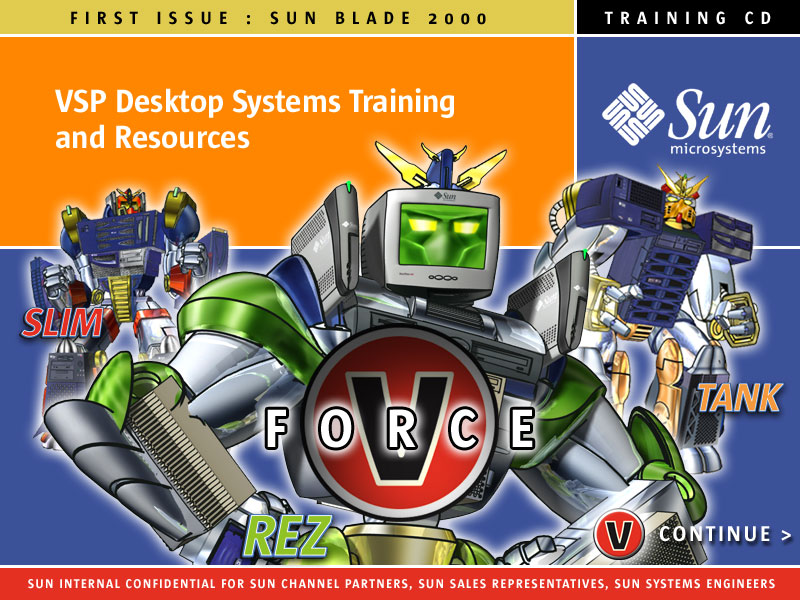 FIRST ISSUE : SUN BLADE 2000
TRAINING CD
VSP Desktop Systems Training
and Resources
Sun
microsystems
Sun
SLIM
TANK
V
FORCE
REZ
V CONTINUE >
SUN INTERNAL CONFIDENTIAL FOR SUN CHANNEL PARTNERS, SUN SALES REPRESENTATIVES, SUN SYSTEMS ENGINEERS